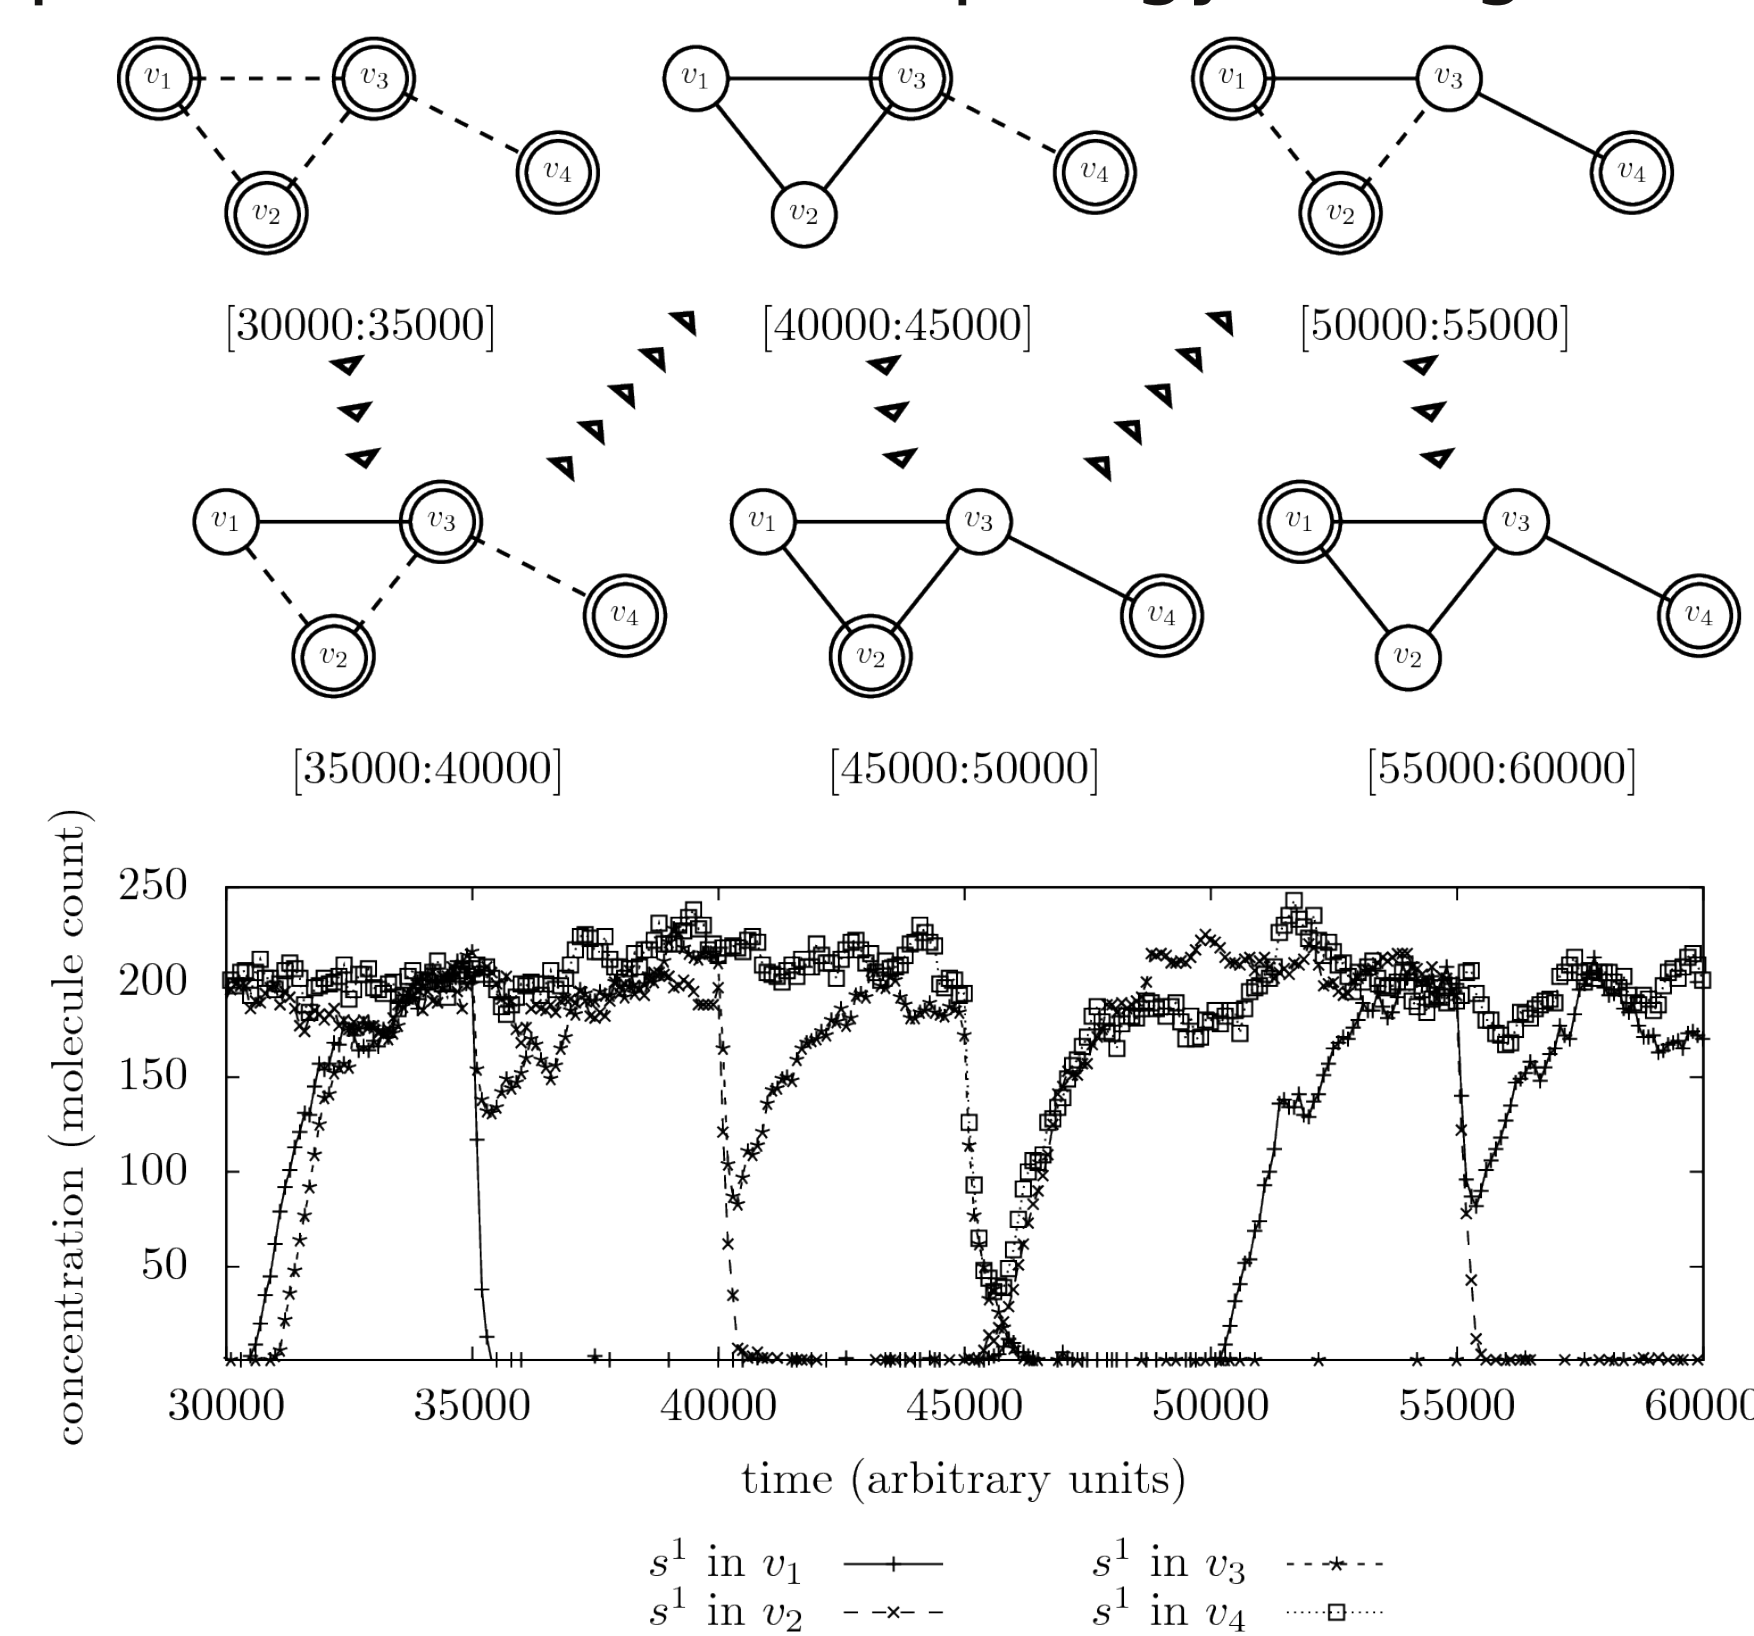 v1 v3 v1 v3 v1 v3
v4 v4 v4
v2 v2 v2
[30000:35000] [40000:45000] [50000:55000]
v1 v3 v1 v3 v1 v3
v4 v4 v4
v2 v2 v2
[35000:40000] [45000:50000] [55000:60000]
concentration (molecule count)
250
200
150
100
50
30000 35000 40000 45000 50000 55000 60000
time (arbitrary units)
s1 in v1 s1 in v3
s1 in v2 s1 in v4